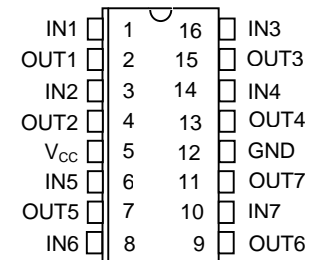 IN1 1 16 IN3
OUT1 2 15 OUT3
IN2 3 14 IN4
OUT2 4 13 OUT4
VCC 5 12 GND
IN5 6 11 OUT7
OUT5 7 10 IN7
IN6 8 9 OUT6